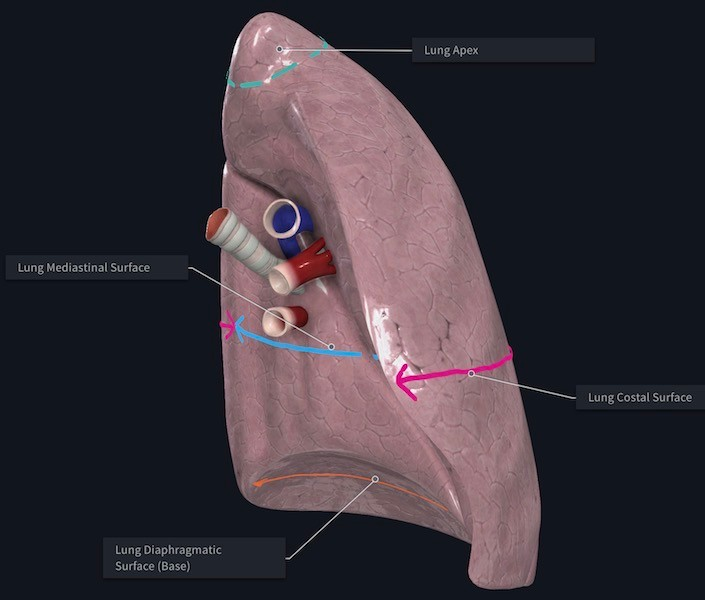 Lung Apex
Lung Mediastinal Surface
Lung Costal Surface
Lung Diaphragmatic
Surface (Base)